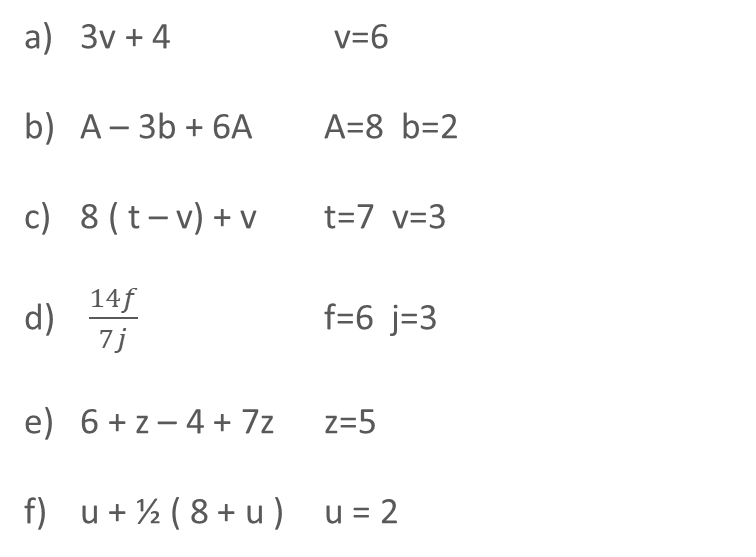 a) 3v + 4 v=6
b) A – 3b + 6A A=8 b=2
c) 8 ( t – v) + v t=7 v=3
d) 14f/7j f=6 j=3
e) 6 + z – 4 + 7z z=5
f) u + ½ ( 8 + u ) u = 2